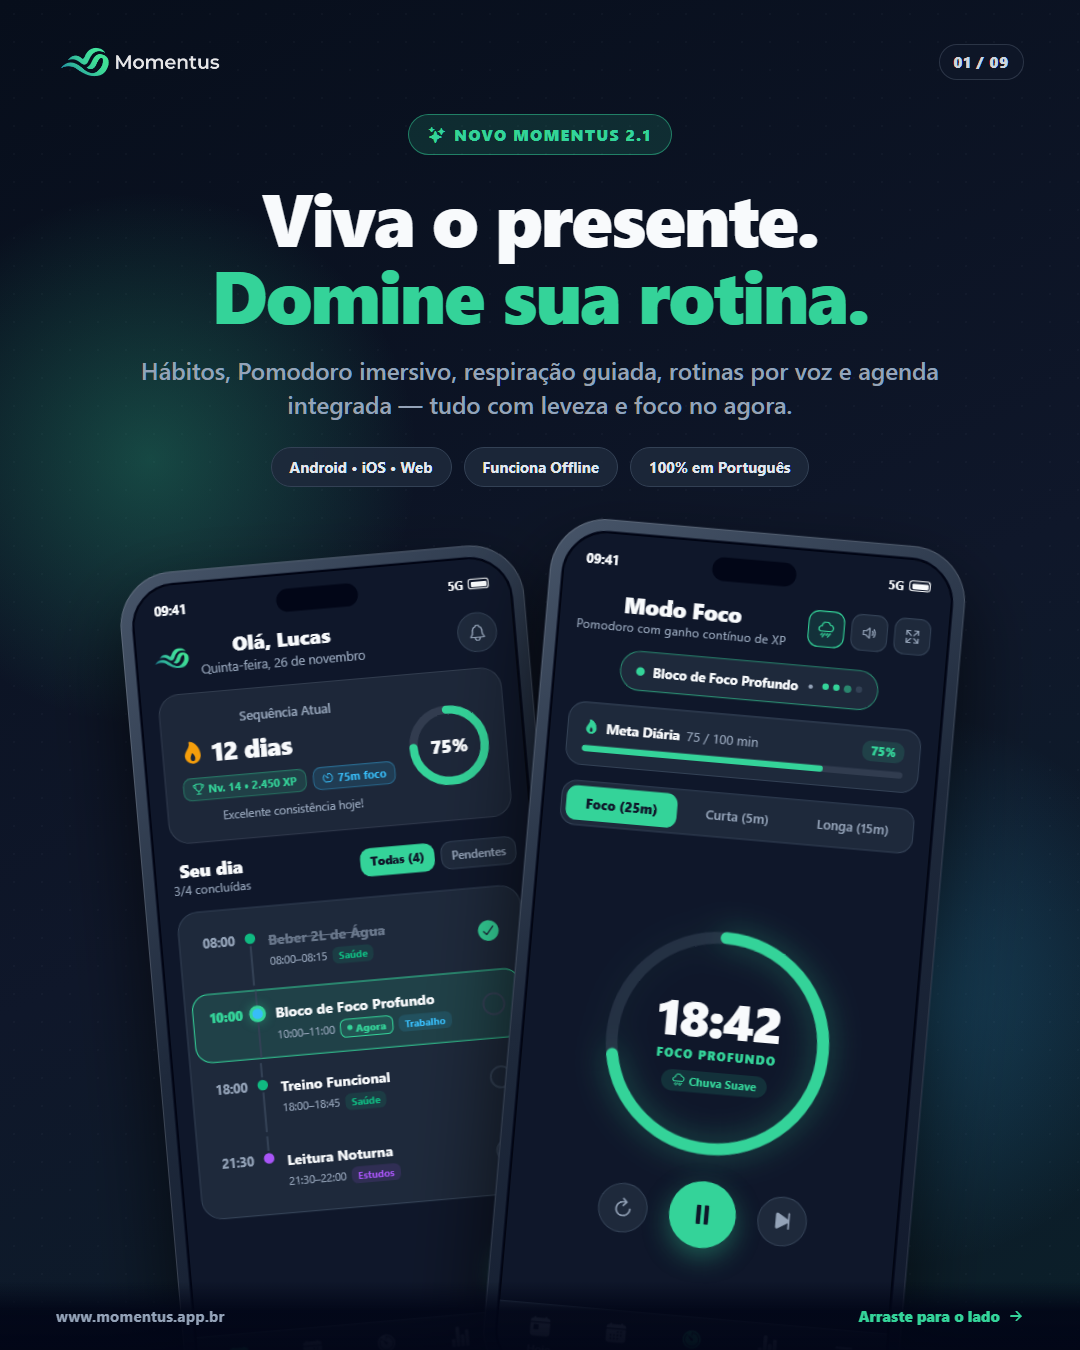 Momentus
01 / 09
NOVO MOMENTUS 2.1
Viva o presente.
Domine sua rotina.
Hábitos, Pomodoro imersivo, respiração guiada, rotinas por voz e agenda
integrada — tudo com leveza e foco no agora.
Android • iOS • Web
Funciona Offline
100% em Português
09:41
5G
Olá, Lucas
Quinta-feira, 26 de novembro
Sequência Atual
12 dias
75%
Nv. 14 • 2.450 XP
75m foco
Excelente consistência hoje!
Seu dia
3/4 concluídas
Todas (4)
Pendentes
08:00
Beber 2L de Água
08:00–08:15
Saúde
10:00
Bloco de Foco Profundo
10:00–11:00
Agora
Trabalho
18:00
Treino Funcional
18:00–18:45
Saúde
21:30
Leitura Noturna
21:30–22:00
Estudos
09:41
5G
Modo Foco
Pomodoro com ganho contínuo de XP
Bloco de Foco Profundo
Meta Diária
75 / 100 min
75%
Foco (25m)
Curta (5m)
Longa (15m)
18:42
FOCO PROFUNDO
Chuva Suave
www.momentus.app.br
Arraste para o lado →